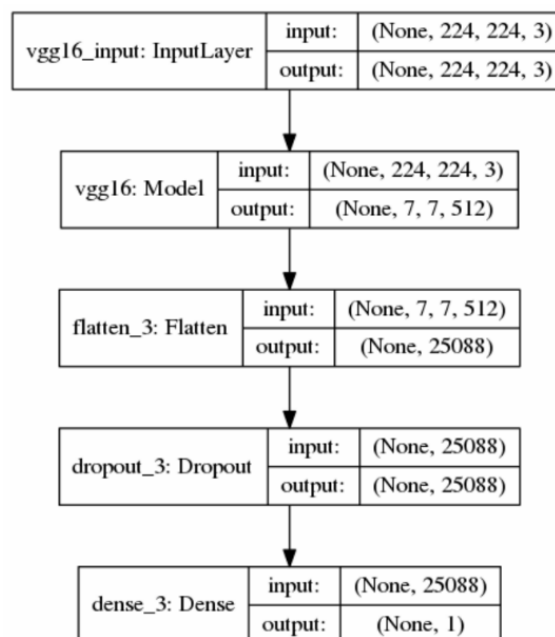 vgg16_input: InputLayer
input: (None, 224, 224, 3)
output: (None, 224, 224, 3)
vgg16: Model
input: (None, 224, 224, 3)
output: (None, 7, 7, 512)
flatten_3: Flatten
input: (None, 7, 7, 512)
output: (None, 25088)
dropout_3: Dropout
input: (None, 25088)
output: (None, 25088)
dense_3: Dense
input: (None, 25088)
output: (None, 1)